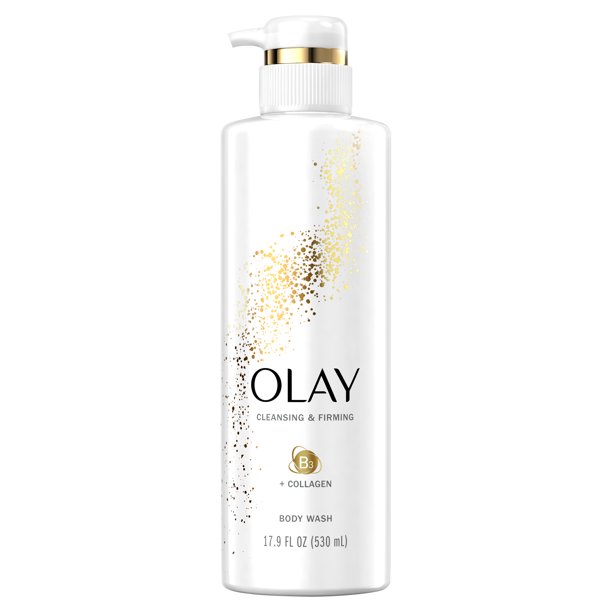 OLAY
CLEANSING & FIRMING
B3
+ COLLAGEN
BODY WASH
17.9 FL OZ (530 mL)